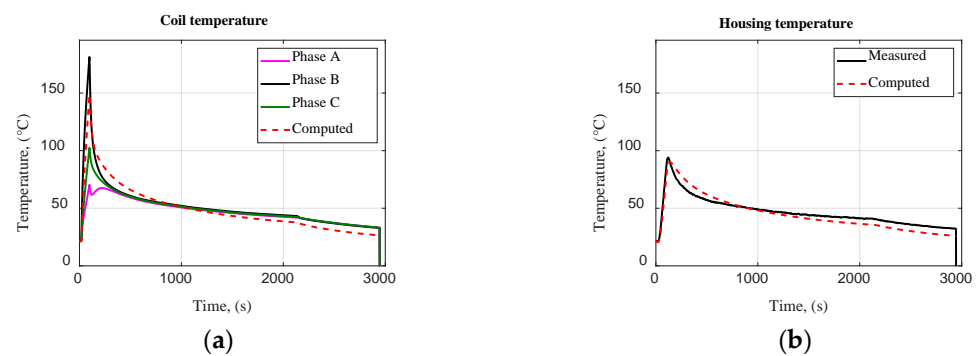 Coil temperature
Temperature, (°C)
150
100
50
0
Phase A
Phase B
Phase C
Computed
0
1000
2000
3000
Time, (s)
(a)
Housing temperature
Temperature, (°C)
150
100
50
0
Measured
Computed
0
1000
2000
3000
Time, (s)
(b)